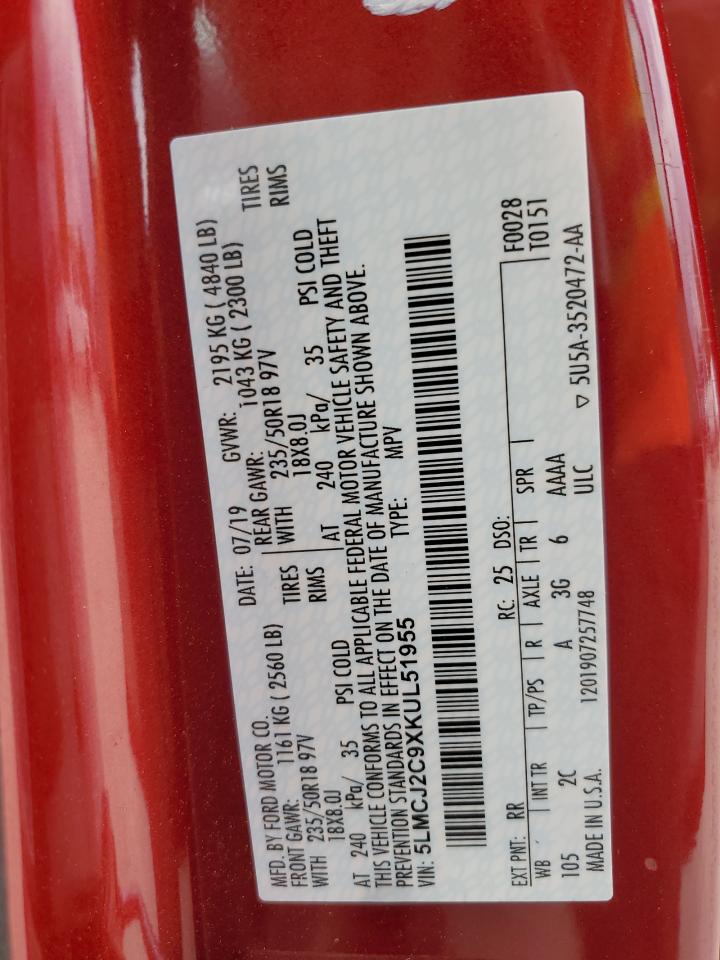 MFD. BY FORD MOTOR CO. DATE: 07/19 GVWR: 2195 KG ( 4840 LB)
FRONT GAWR: 1161 KG ( 2560 LB) REAR GAWR: 1043 KG ( 2300 LB)
WITH 235/50R18 97V TIRES WITH 235/50R18 97V TIRES
18X8.0J RIMS 18X8.0J RIMS
AT 240 kPa/ 35 PSI COLD AT 240 kPa/ 35 PSI COLD
THIS VEHICLE CONFORMS TO ALL APPLICABLE FEDERAL MOTOR VEHICLE SAFETY AND THEFT
PREVENTION STANDARDS IN EFFECT ON THE DATE OF MANUFACTURE SHOWN ABOVE.
VIN: 5LMCJ2C9XKUL51955 TYPE: MPV
EXT PNT: RR RC: 25 DSO: F0028
WB INT TR TP/PS R AXLE TR SPR T0151
105 2C A 3G 6 AAAA
MADE IN U.S.A. 1201907257748 ULC ▽ 5U5A-3520472-AA